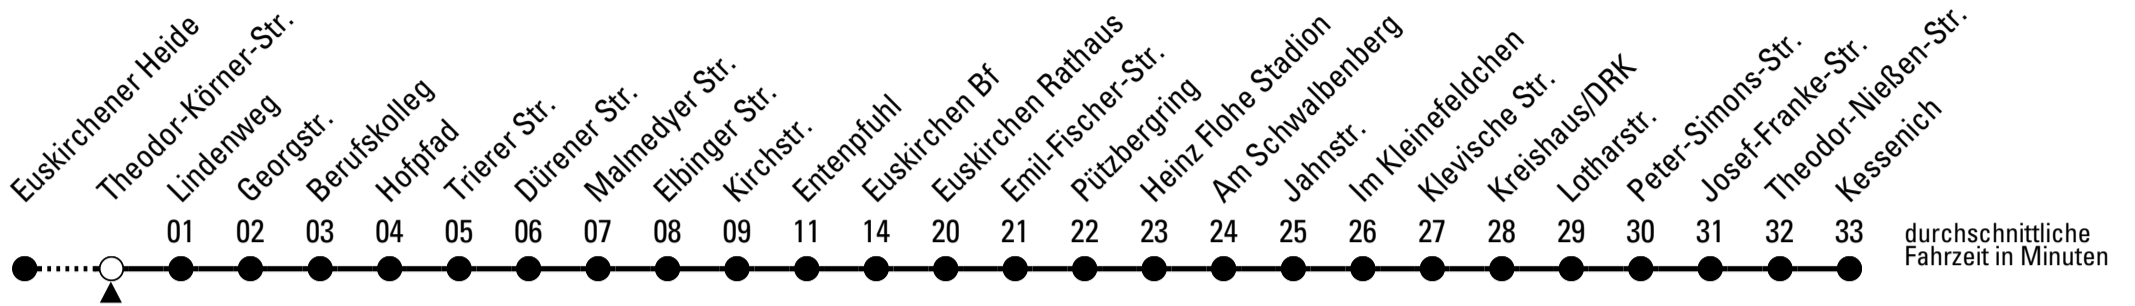 Euskirchener Heide
Theodor-Körner-Str.
Lindenweg
Georgstr.
Berufskolleg
Hofpfad
Trierer Str.
Dürener Str.
Malmedyer Str.
Elbinger Str.
Kirchstr.
Entenpfuhl
Euskirchen Bf
Euskirchen Rathaus
Emil-Fischer-Str.
Pützbergring
Heinz Flohe Stadion
Am Schwalbenberg
Jahnstr.
Im Kleinefeldchen
Klevische Str.
Kreishaus/DRK
Lotharstr.
Peter-Simons-Str.
Josef-Franke-Str.
Theodor-Nießen-Str.
Kessenich
01 02 03 04 05 06 07 08 09 11 14 20 21 22 23 24 25 26 27 28 29 30 31 32 33
durchschnittliche
Fahrzeit in Minuten